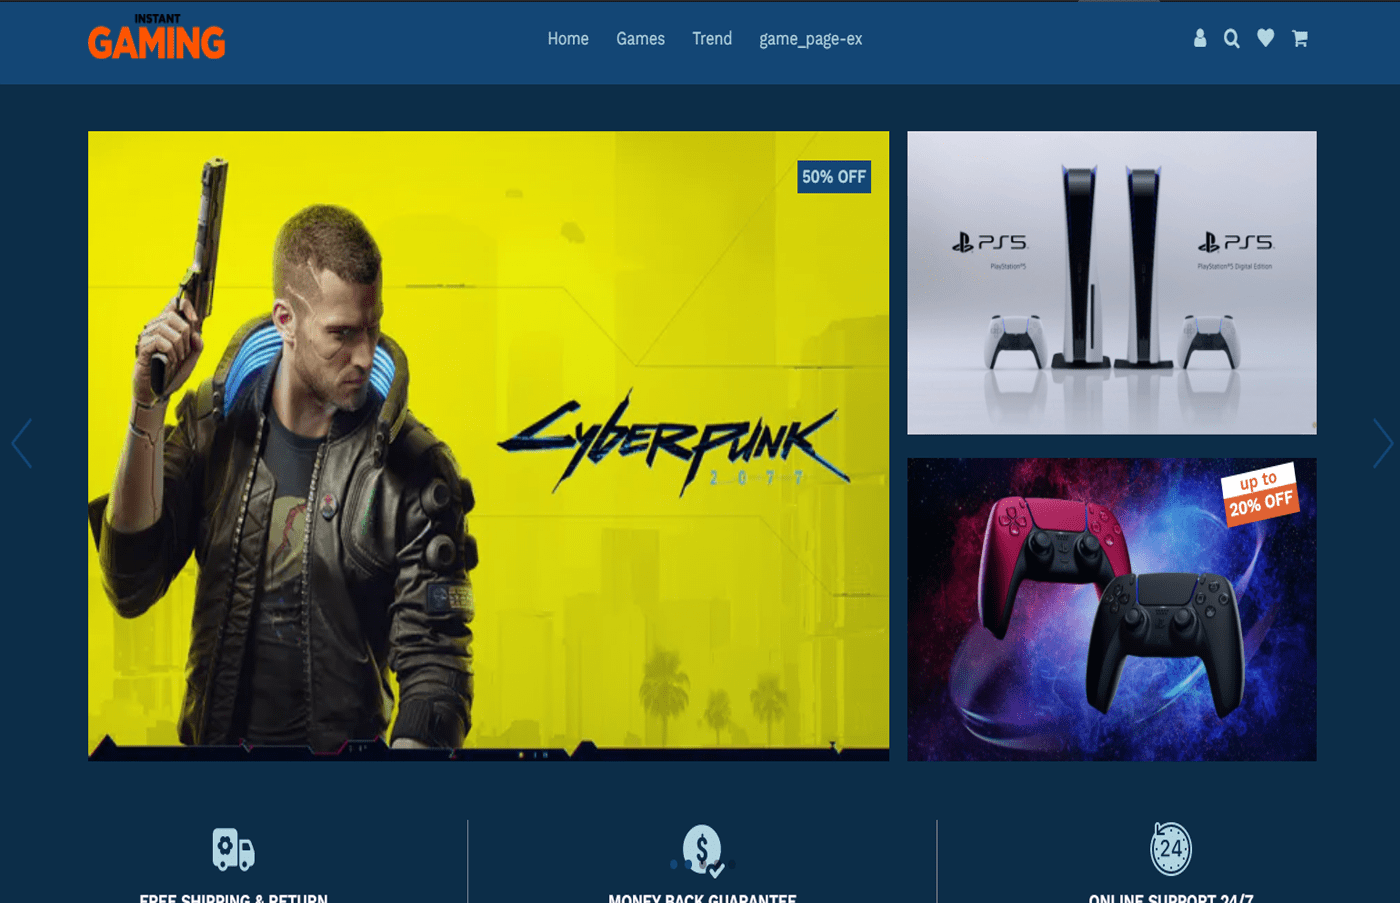 INSTANT
GAMING
Home
Games
Trend
game_page-ex
50% OFF
CYBERPUNK
2077
PS5
PlayStation®5
PS5
PlayStation®5 Digital Edition
up to
20% OFF
$
24
FREE SHIPPING & RETURN
MONEY BACK GUARANTEE
ONLINE SUPPORT 24/7